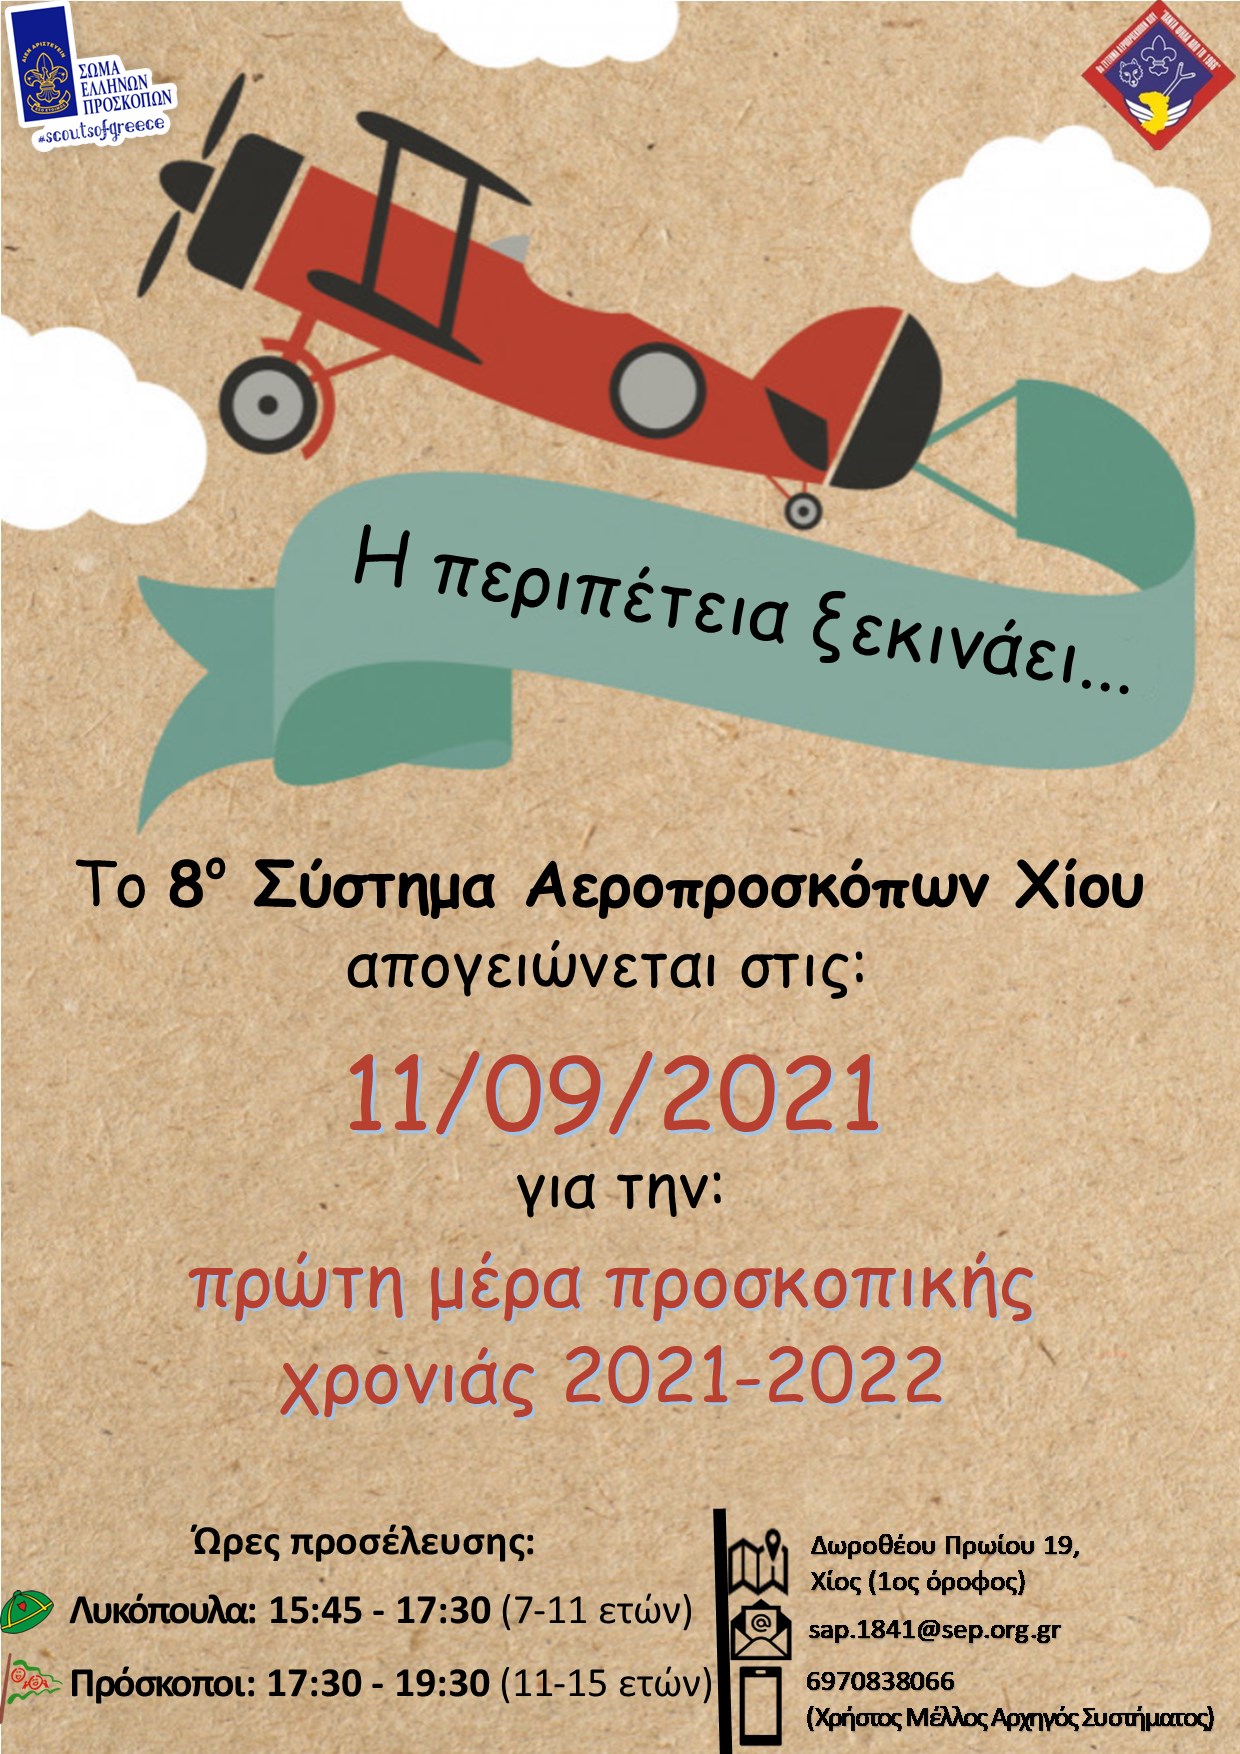 ΑΙΕΝ ΑΡΙΣΤΕΥΕΙΝ
ΣΩΜΑ
ΕΛΛΗΝΩΝ
ΠΡΟΣΚΟΠΩΝ
#scoutsofgreece
Η περιπέτεια ξεκινάει...
Το 8ο Σύστημα Αεροπροσκόπων Χίου
απογειώνεται στις:
11/09/2021
για την:
πρώτη μέρα προσκοπικής
χρονιάς 2021-2022
Ώρες προσέλευσης:
Λυκόπουλα: 15:45 - 17:30 (7-11 ετών)
Πρόσκοποι: 17:30 - 19:30 (11-15 ετών)
Δωροθέου Πρωίου 19,
Χίος (1ος όροφος)
sap.1841@sep.org.gr
6970838066
(Χρήστος Μέλλος Αρχηγός Συστήματος)